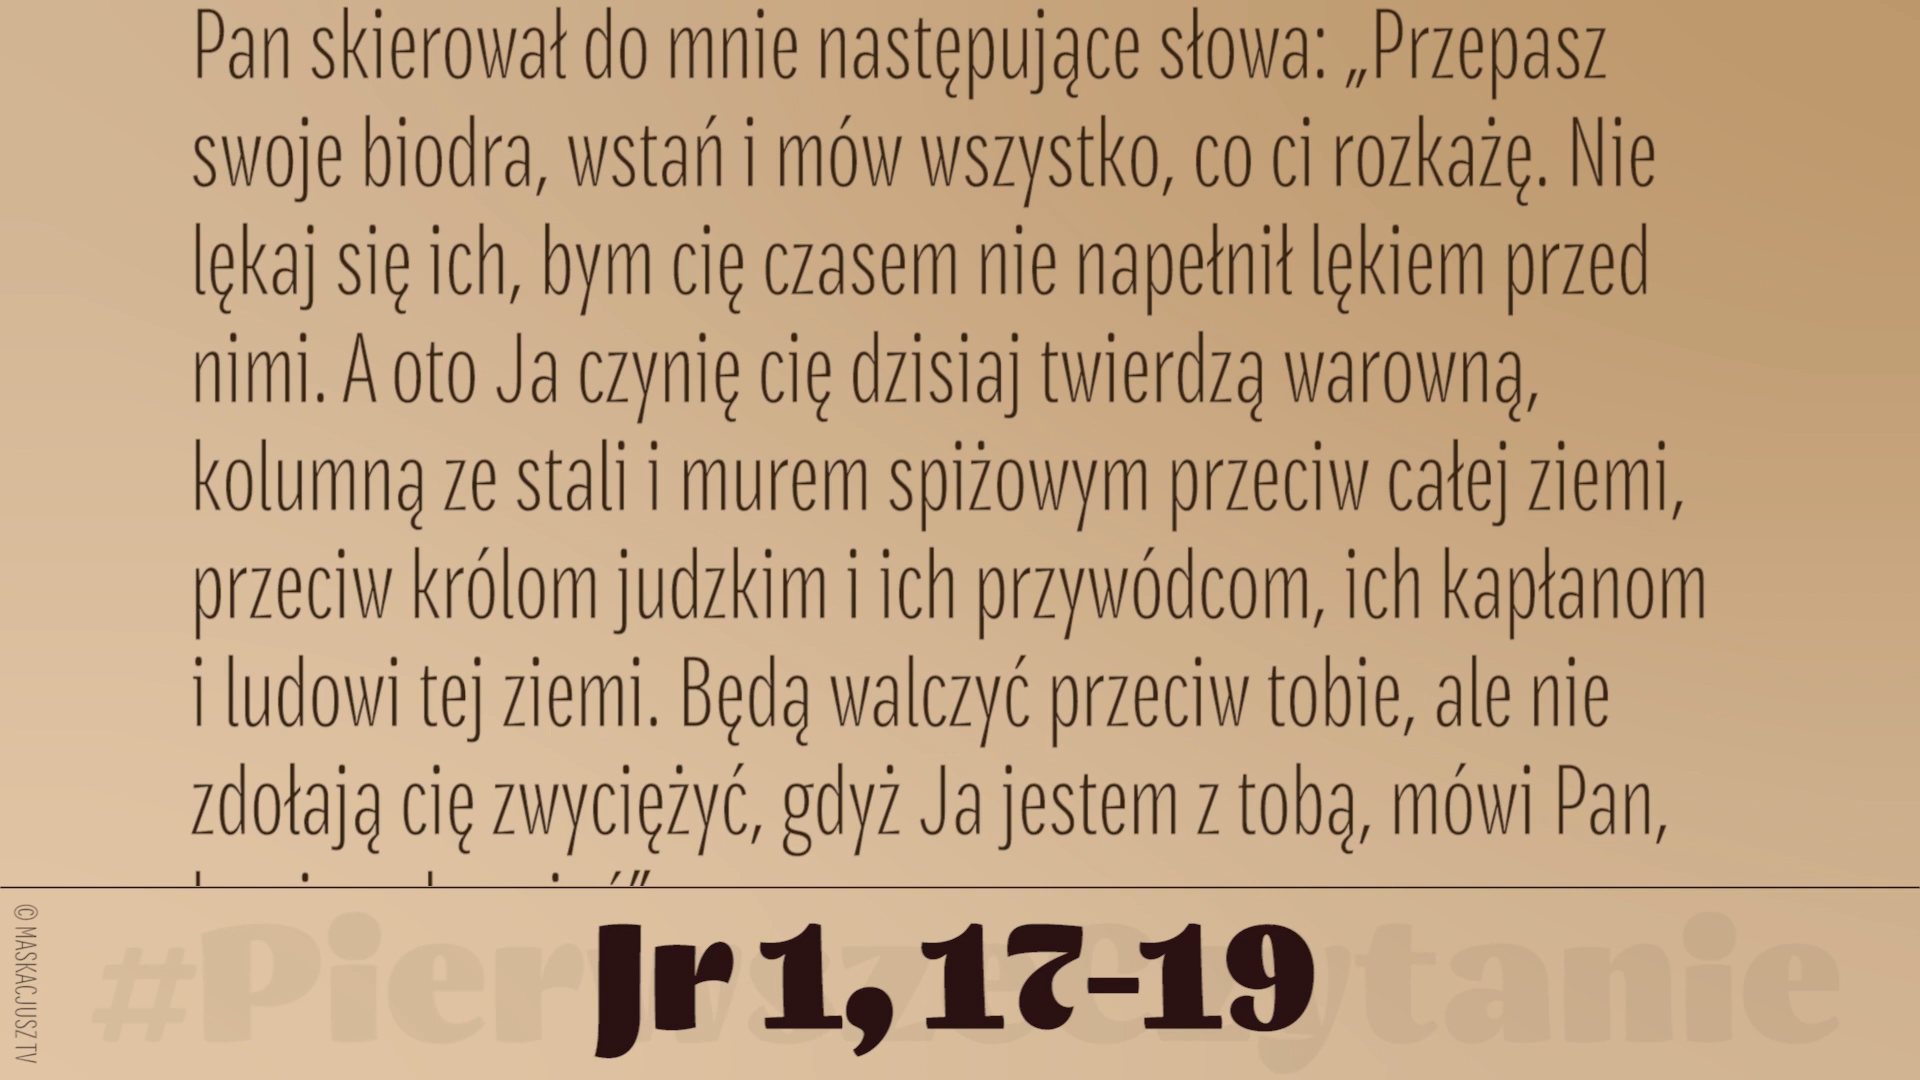 Pan skierował do mnie następujące słowa: „Przepasz
swoje biodra, wstań i mów wszystko, co ci rozkażę. Nie
lękaj się ich, bym cię czasem nie napełnił lękiem przed
nimi. A oto Ja czynię cię dzisiaj twierdzą warowną,
kolumną ze stali i murem spiżowym przeciw całej ziemi,
przeciw królom judzkim i ich przywódcom, ich kapłanom
i ludowi tej ziemi. Będą walczyć przeciw tobie, ale nie
zdołają cię zwyciężyć, gdyż Ja jestem z tobą, mówi Pan,
#PierwszeCzytanie
Jr 1, 17-19
© MASKACJUSZ TV